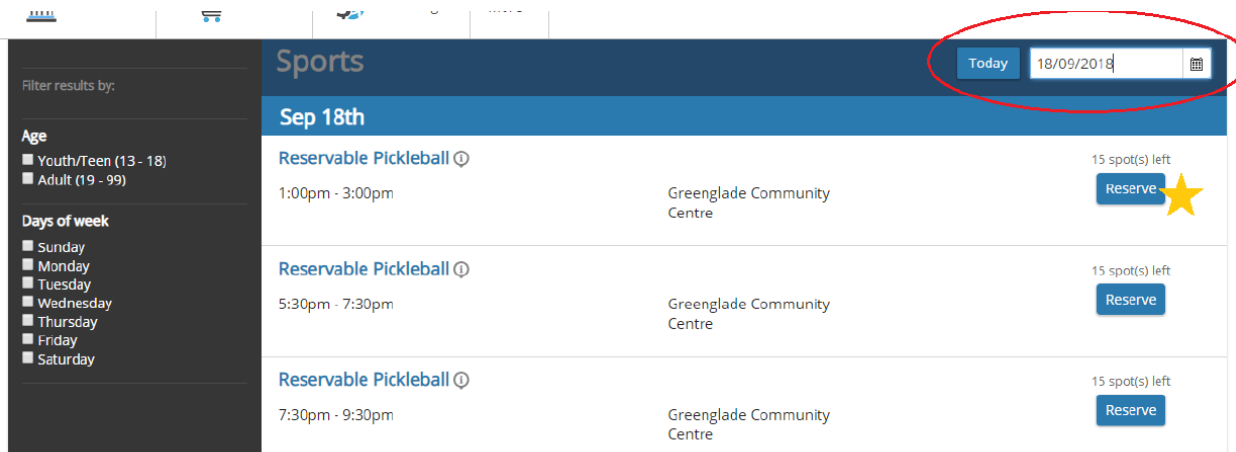 Sports
Today
18/09/2018
Filter results by:
Age
Youth/Teen (13 - 18)
Adult (19 - 99)
Days of week
Sunday
Monday
Tuesday
Wednesday
Thursday
Friday
Saturday
Sep 18th
Reservable Pickleball
15 spot(s) left
1:00pm - 3:00pm
Greenglade Community
Centre
Reserve
Reservable Pickleball
15 spot(s) left
5:30pm - 7:30pm
Greenglade Community
Centre
Reserve
Reservable Pickleball
15 spot(s) left
7:30pm - 9:30pm
Greenglade Community
Centre
Reserve